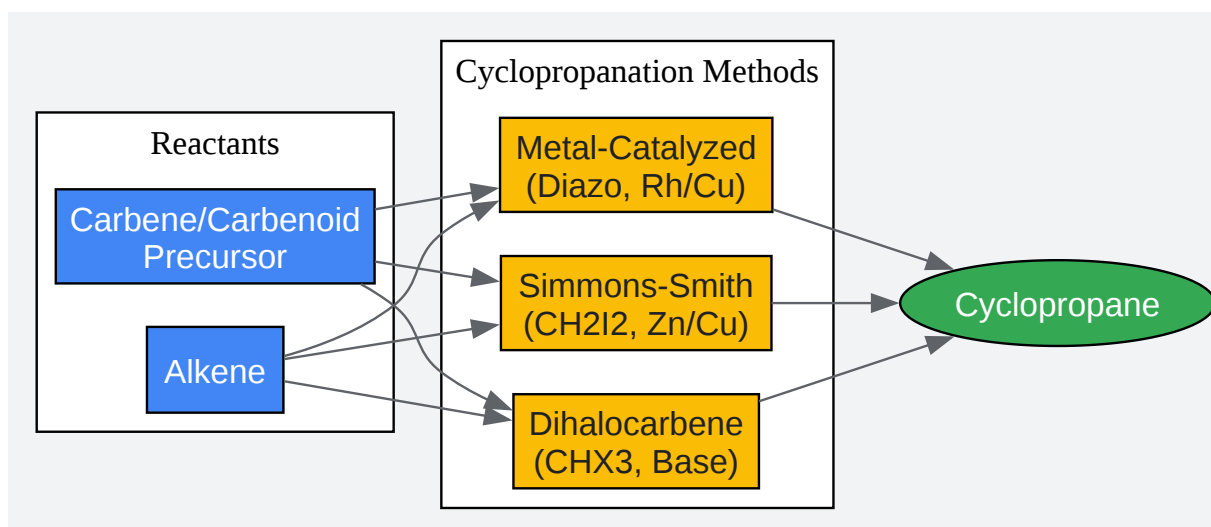 Reactants
Carbene/Carbenoid
Precursor
Alkene
Cyclopropanation Methods
Metal-Catalyzed
(Diazo, Rh/Cu)
Simmons-Smith
(CH2I2, Zn/Cu)
Dihalocarbene
(CHX3, Base)
Cyclopropane